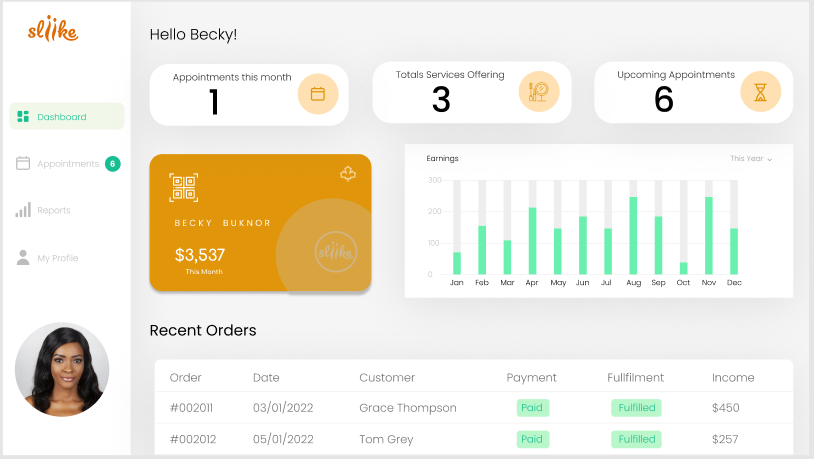 sliike
Hello Becky!
Appointments this month
1
Totals Services Offering
3
Upcoming Appointments
6
Dashboard
Appointments 6
Reports
My Profile
BECKY BUKNOR
$3,537
This Month
sliike
Earnings This Year
300
200
100
0
Jan Feb Mar Apr May Jun Jul Aug Sep Oct Nov Dec
Recent Orders
Order Date Customer Payment Fullfilment Income
#002011 03/01/2022 Grace Thompson Paid Fulfilled $450
#002012 05/01/2022 Tom Grey Paid Fulfilled $257